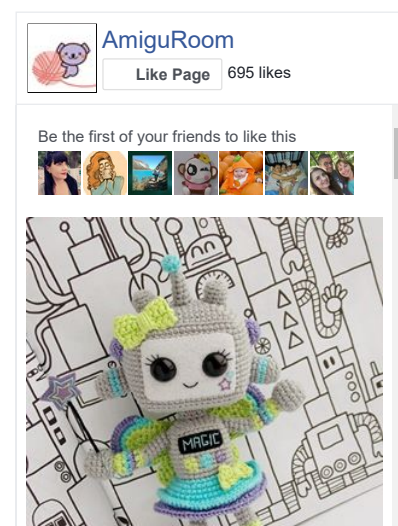 AmiguRoom
Like Page
695 likes
Be the first of your friends to like this
MAGIC